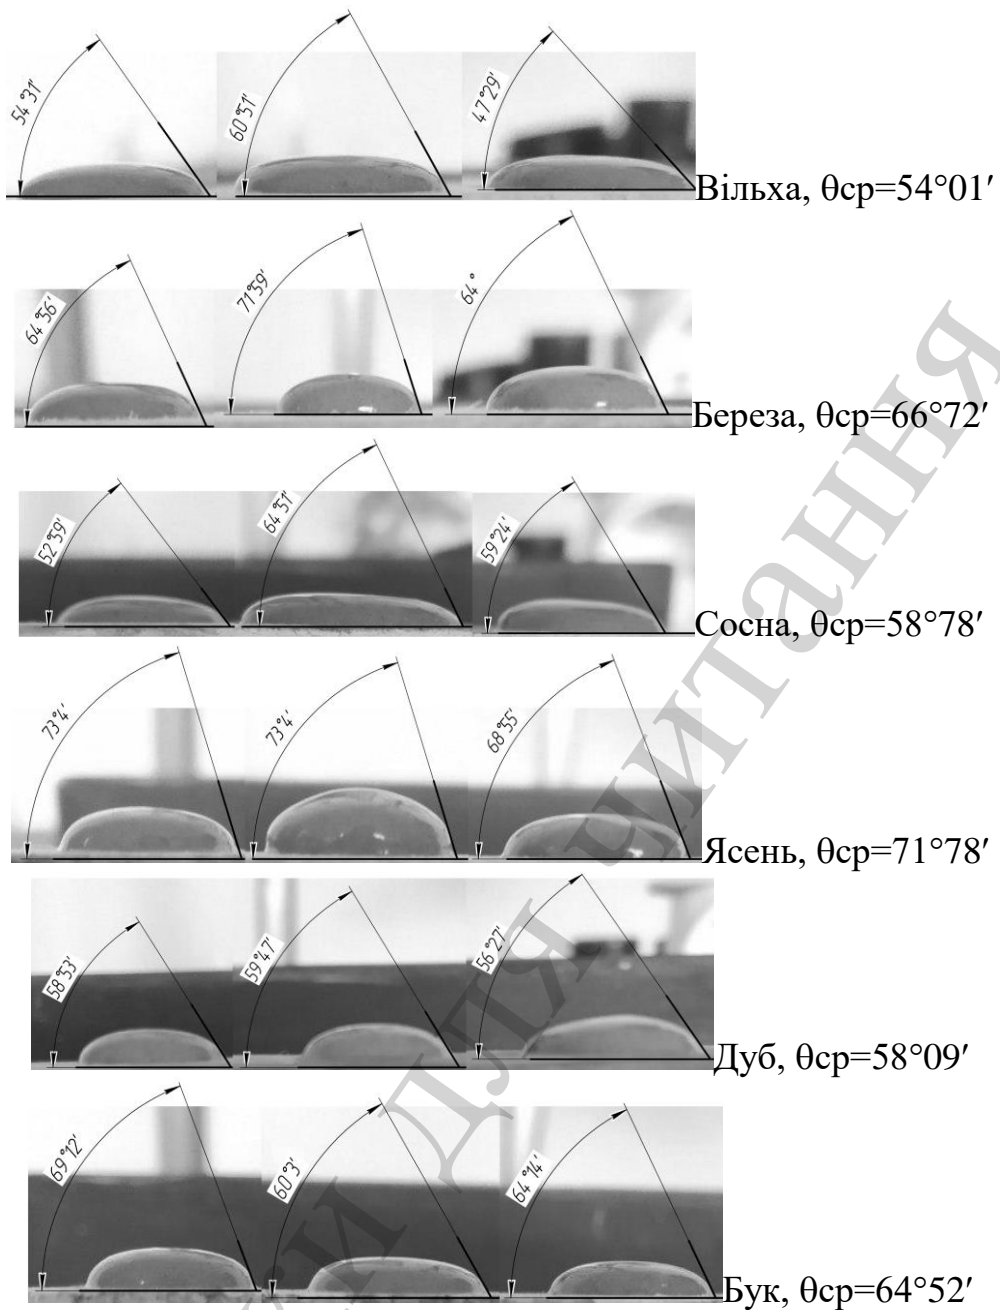 54°31′ 60°51′ 47°29′ Вільха, θср=54°01′
64°56′ 71°59′ 64° Береза, θср=66°72′
52°59′ 64°51′ 59°24′ Сосна, θср=58°78′
73°4′ 73°4′ 68°55′ Ясень, θср=71°78′
58°53′ 59°47′ 56°27′ Дуб, θср=58°09′
69°12′ 60°3′ 64°14′ Бук, θср=64°52′
для читання